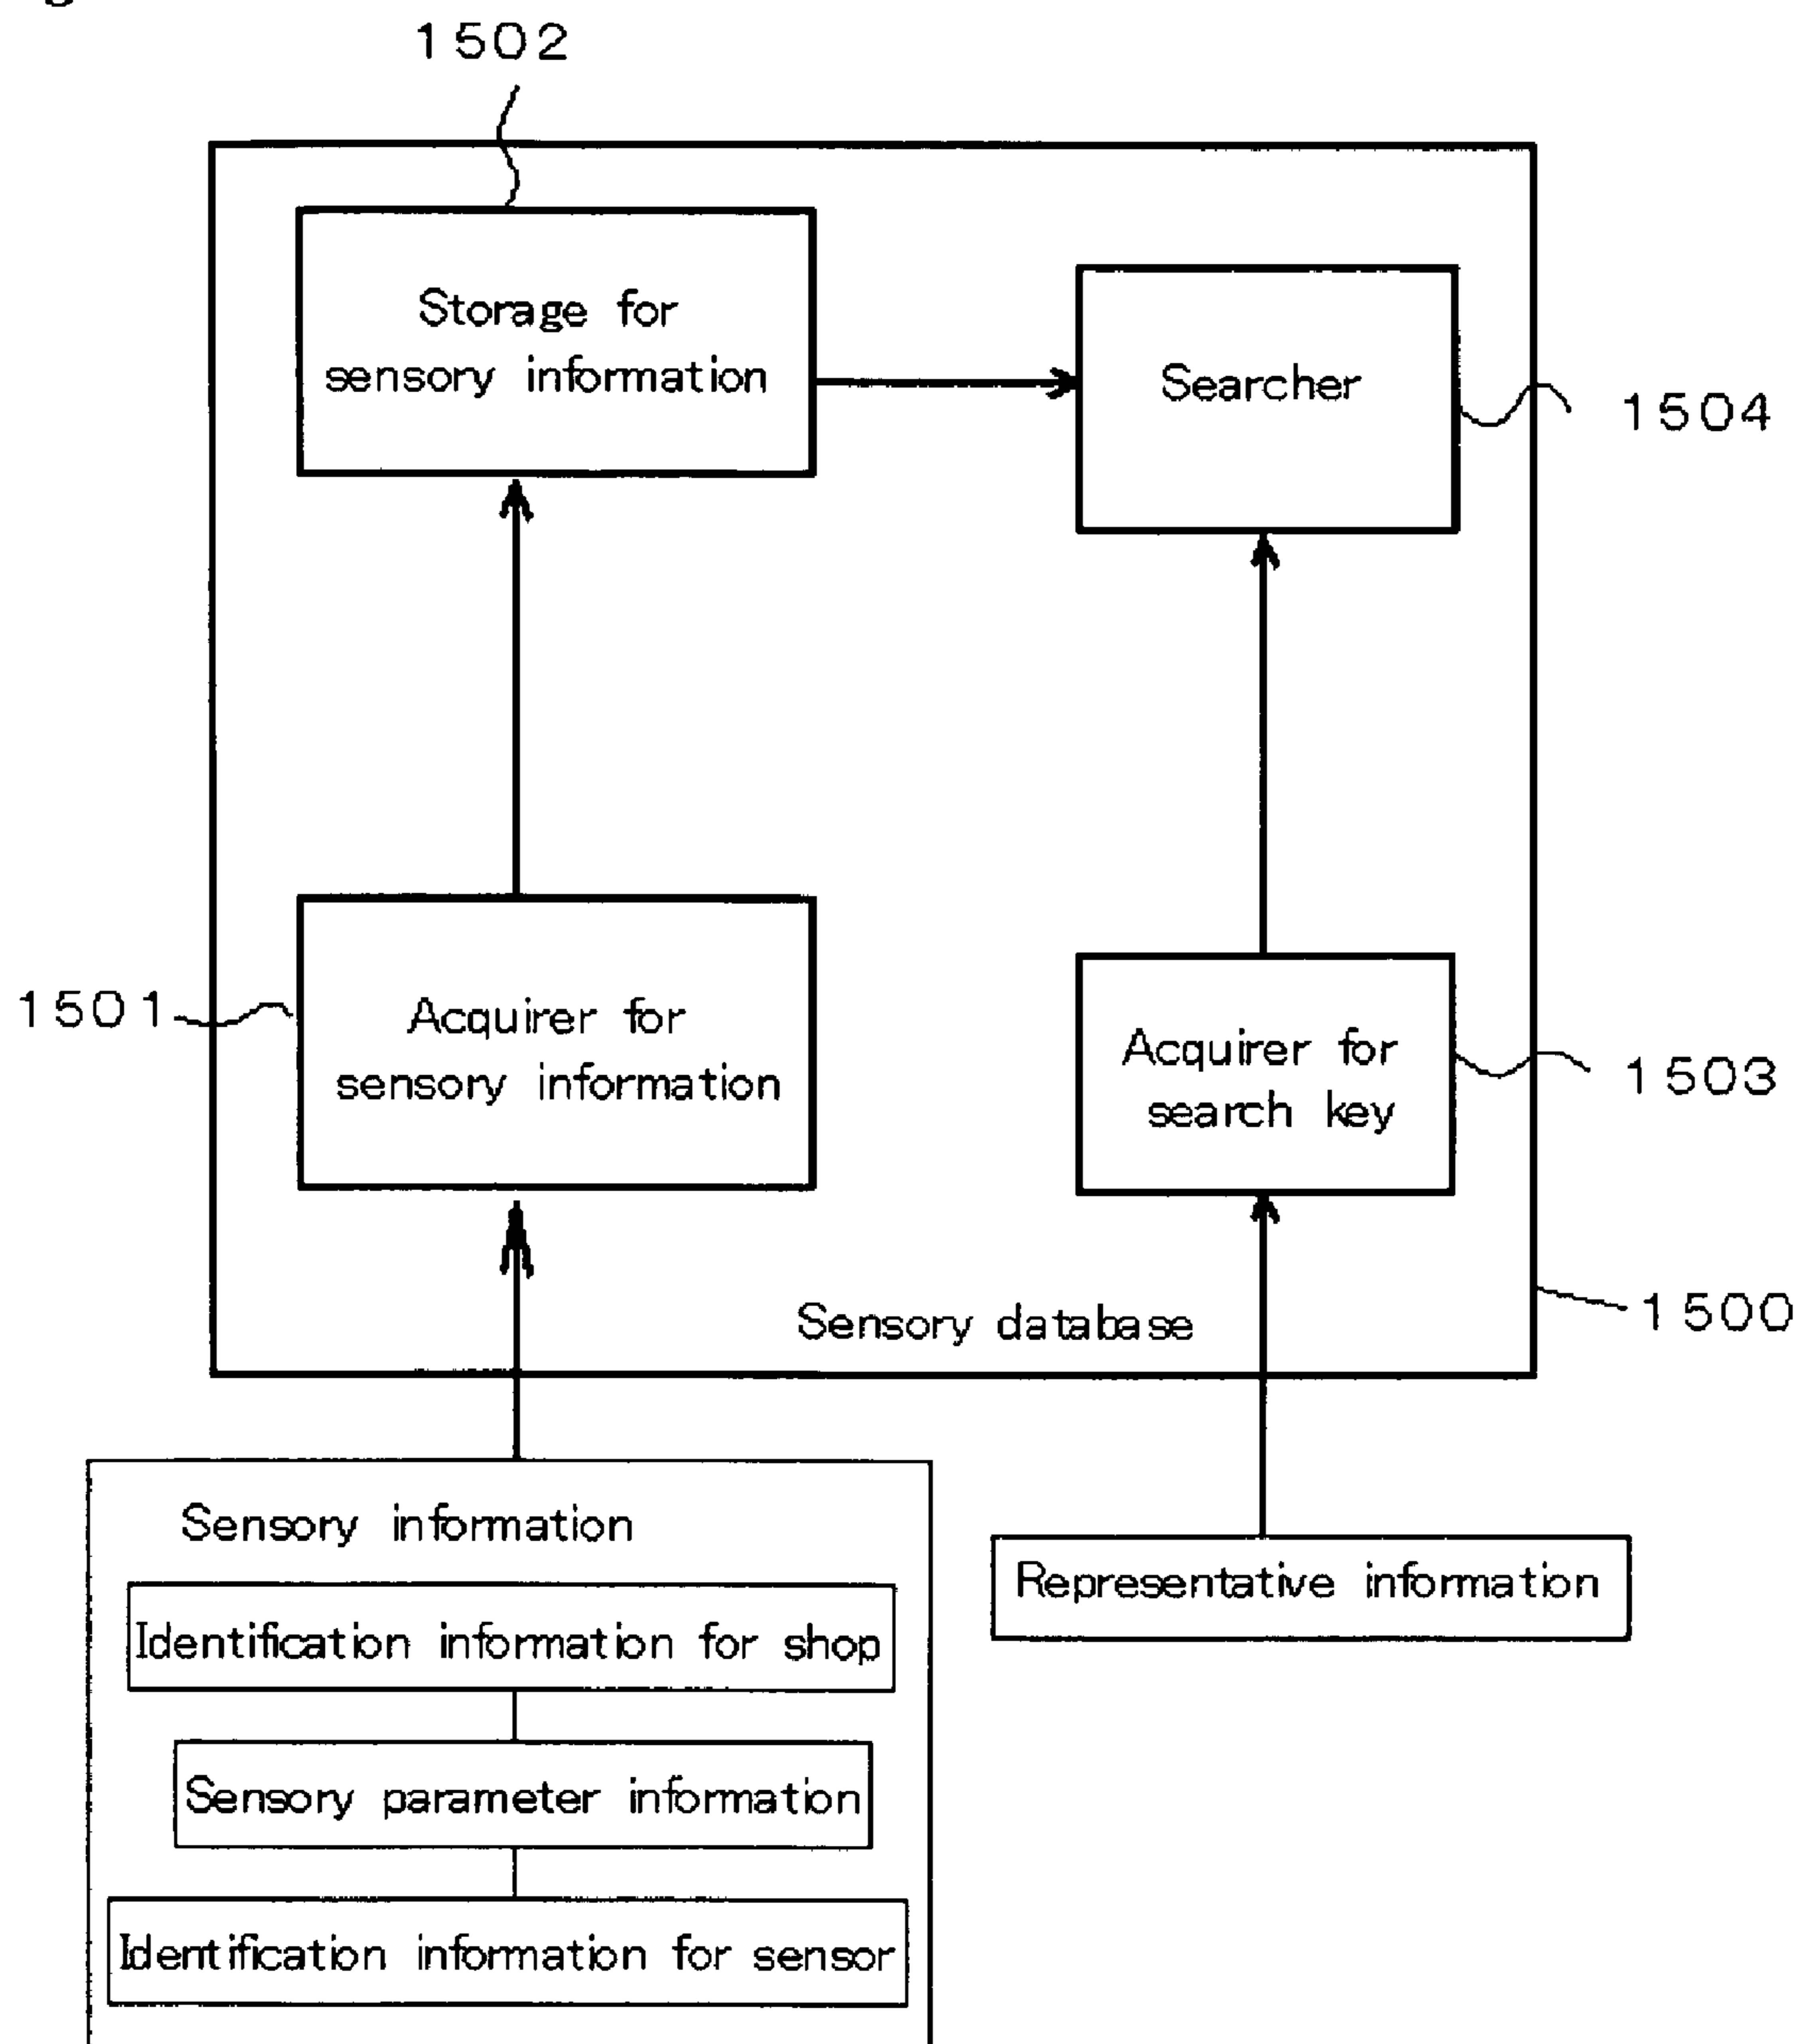 1502
Storage for
sensory information
Searcher
1504
1501
Acquirer for
sensory information
Acquirer for
search key
1503
Sensory database
1500
Sensory information
Identification information for shop
Sensory parameter information
Identification information for sensor
Representative information